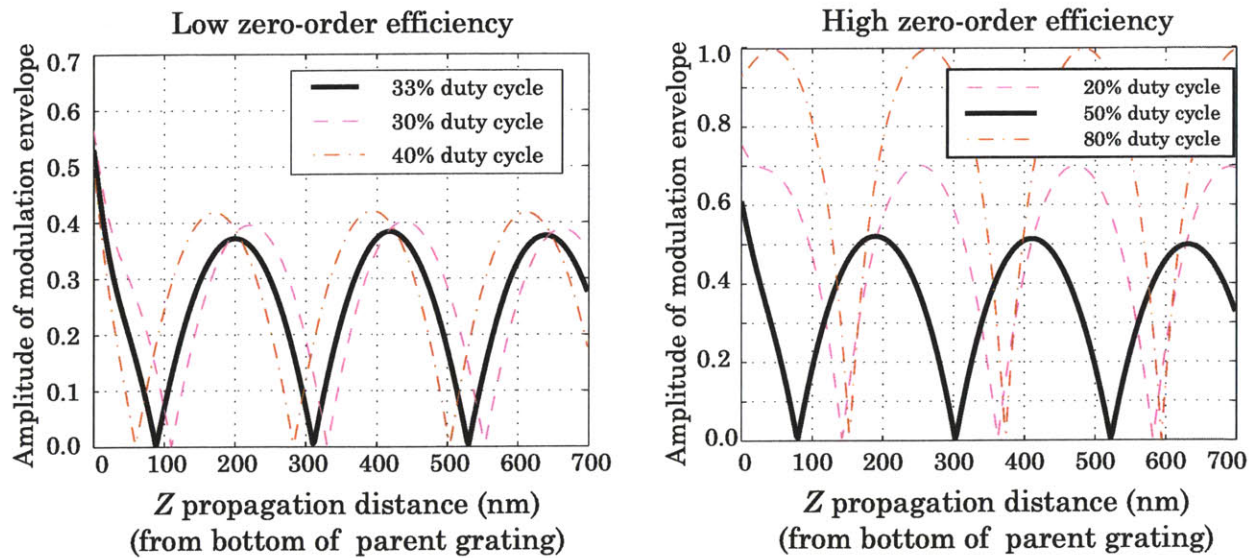 Low zero-order efficiency
Amplitude of modulation envelope
0.7
0.6
0.5
0.4
0.3
0.2
0.1
0.0
33% duty cycle
30% duty cycle
40% duty cycle
0 100 200 300 400 500 600 700
Z propagation distance (nm)
(from bottom of parent grating)
High zero-order efficiency
Amplitude of modulation envelope
1.0
0.8
0.6
0.4
0.2
0.0
20% duty cycle
50% duty cycle
80% duty cycle
0 100 200 300 400 500 600 700
Z propagation distance (nm)
(from bottom of parent grating)